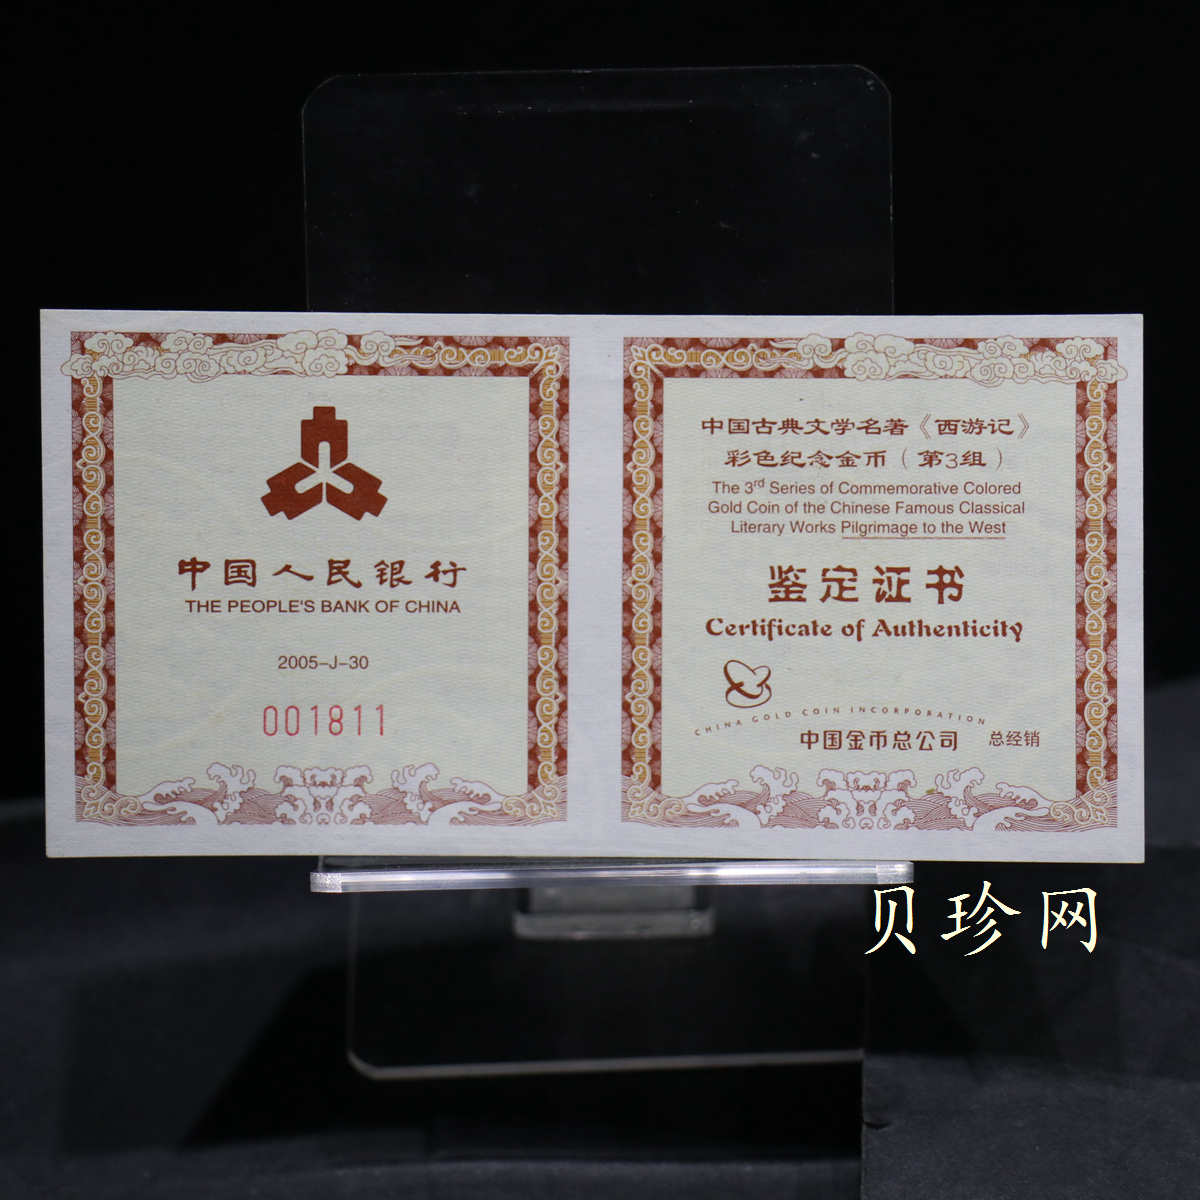 中国人民银行
THE PEOPLE'S BANK OF CHINA
2005-J-30
001811
中国古典文学名著《西游记》
彩色纪念金币（第3组）
The 3rd Series of Commemorative Colored
Gold Coin of the Chinese Famous Classical
Literary Works Pilgrimage to the West
鉴定证书
Certificate of Authenticity
CHINA GOLD COIN INCORPORATION
中国金币总公司 总经销
贝珍网